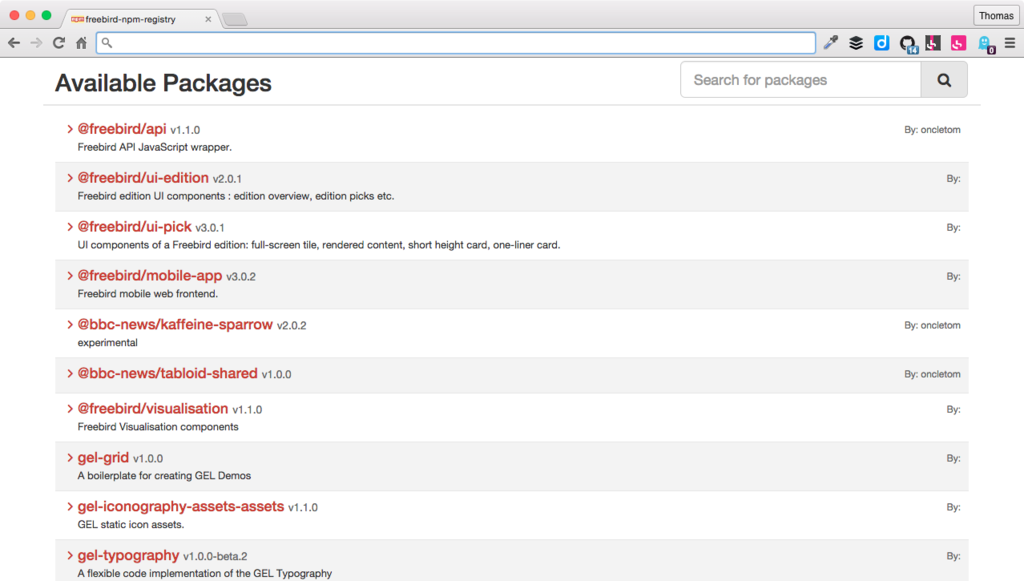 freebird-npm-registry
Thomas
14
0
Available Packages
Search for packages
@freebird/api v1.1.0
By: oncletom
Freebird API JavaScript wrapper.
@freebird/ui-edition v2.0.1
By:
Freebird edition UI components : edition overview, edition picks etc.
@freebird/ui-pick v3.0.1
By:
UI components of a Freebird edition: full-screen tile, rendered content, short height card, one-liner card.
@freebird/mobile-app v3.0.2
By:
Freebird mobile web frontend.
@bbc-news/kaffeine-sparrow v2.0.2
By: oncletom
experimental
@bbc-news/tabloid-shared v1.0.0
By: oncletom
@freebird/visualisation v1.1.0
By:
Freebird Visualisation components
gel-grid v1.0.0
By:
A boilerplate for creating GEL Demos
gel-iconography-assets-assets v1.1.0
By:
GEL static icon assets.
gel-typography v1.0.0-beta.2
By:
A flexible code implementation of the GEL Typography